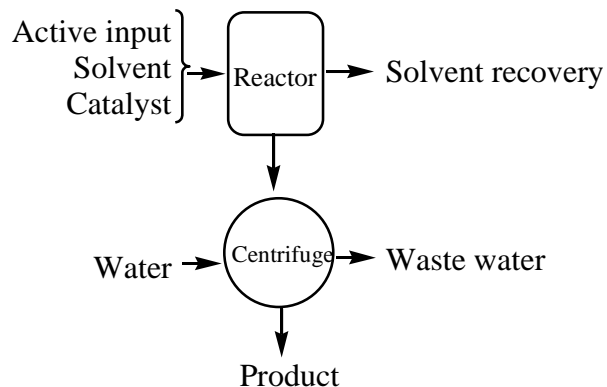 Active input
Solvent
Catalyst
Reactor
Solvent recovery
Water
Centrifuge
Waste water
Product